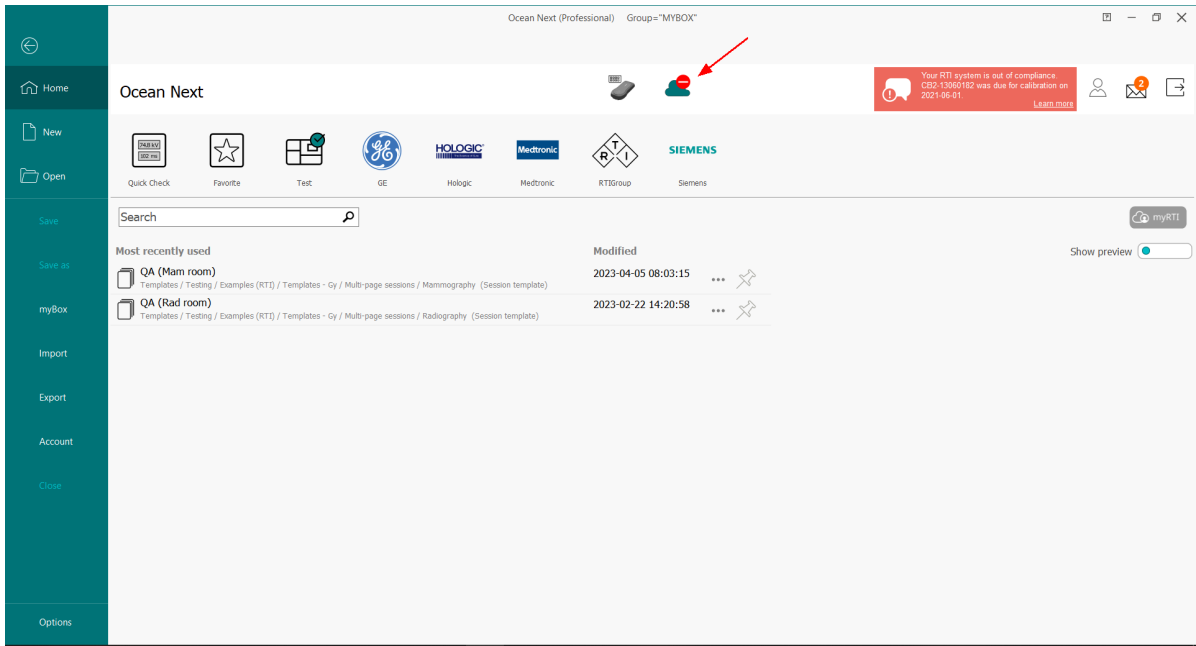 Ocean Next (Professional) Group="MYBOX"
Home
New
Open
Save
Save as
myBox
Import
Export
Account
Close
Options
Ocean Next
Your RTI system is out of compliance.
CB2-13060182 was due for calibration on
2021-06-01.
Learn more
2
74.8 kV
102 ms
Quick Check
Favorite
Test
GE
GE
HOLOGIC
Hologic
Medtronic
Medtronic
R T I
RTIGroup
SIEMENS
Siemens
Search
myRTI
Most recently used Modified
Show preview
QA (Mam room) 2023-04-05 08:03:15
Templates / Testing / Examples (RTI) / Templates - Gy / Multi-page sessions / Mammography (Session template)
QA (Rad room) 2023-02-22 14:20:58
Templates / Testing / Examples (RTI) / Templates - Gy / Multi-page sessions / Radiography (Session template)